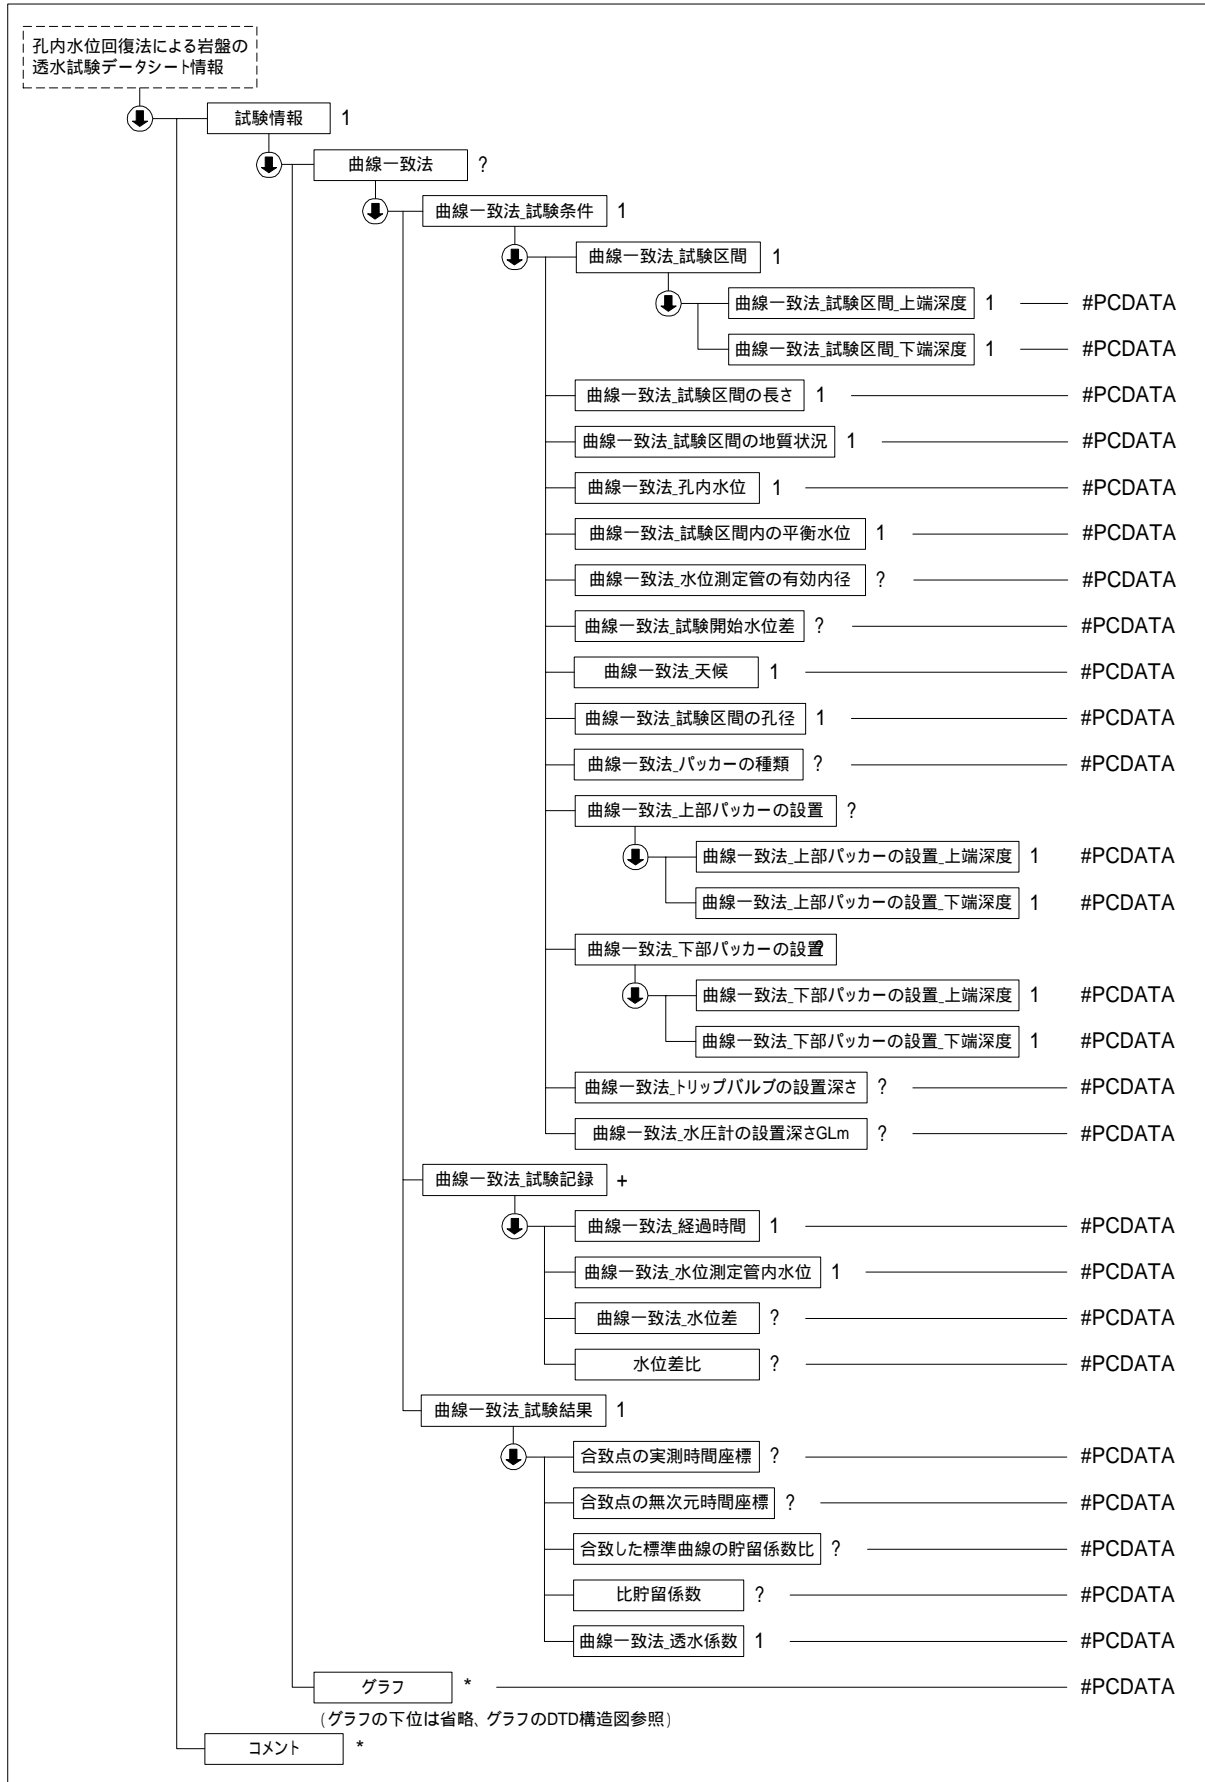 孔内水位回復法による岩盤の
透水試験データシート情報
試験情報 1
曲線一致法 ?
曲線一致法_試験条件 1
曲線一致法_試験区間 1
曲線一致法_試験区間_上端深度 1 #PCDATA
曲線一致法_試験区間_下端深度 1 #PCDATA
曲線一致法_試験区間の長さ 1 #PCDATA
曲線一致法_試験区間の地質状況 1 #PCDATA
曲線一致法_孔内水位 1 #PCDATA
曲線一致法_試験区間内の平衡水位 1 #PCDATA
曲線一致法_水位測定管の有効内径 ? #PCDATA
曲線一致法_試験開始水位差 ? #PCDATA
曲線一致法_天候 1 #PCDATA
曲線一致法_試験区間の孔径 1 #PCDATA
曲線一致法_パッカーの種類 ? #PCDATA
曲線一致法_上部パッカーの設置 ?
曲線一致法_上部パッカーの設置_上端深度 1 #PCDATA
曲線一致法_上部パッカーの設置_下端深度 1 #PCDATA
曲線一致法_下部パッカーの設置?
曲線一致法_下部パッカーの設置_上端深度 1 #PCDATA
曲線一致法_下部パッカーの設置_下端深度 1 #PCDATA
曲線一致法_トリップバルブの設置深さ ? #PCDATA
曲線一致法_水圧計の設置深さGLm ? #PCDATA
曲線一致法_試験記録 +
曲線一致法_経過時間 1 #PCDATA
曲線一致法_水位測定管内水位 1 #PCDATA
曲線一致法_水位差 ? #PCDATA
水位差比 ? #PCDATA
曲線一致法_試験結果 1
合致点の実測時間座標 ? #PCDATA
合致点の無次元時間座標 ? #PCDATA
合致した標準曲線の貯留係数比 ? #PCDATA
比貯留係数 ? #PCDATA
曲線一致法_透水係数 1 #PCDATA
グラフ * #PCDATA
(グラフの下位は省略、グラフのDTD構造図参照)
コメント *